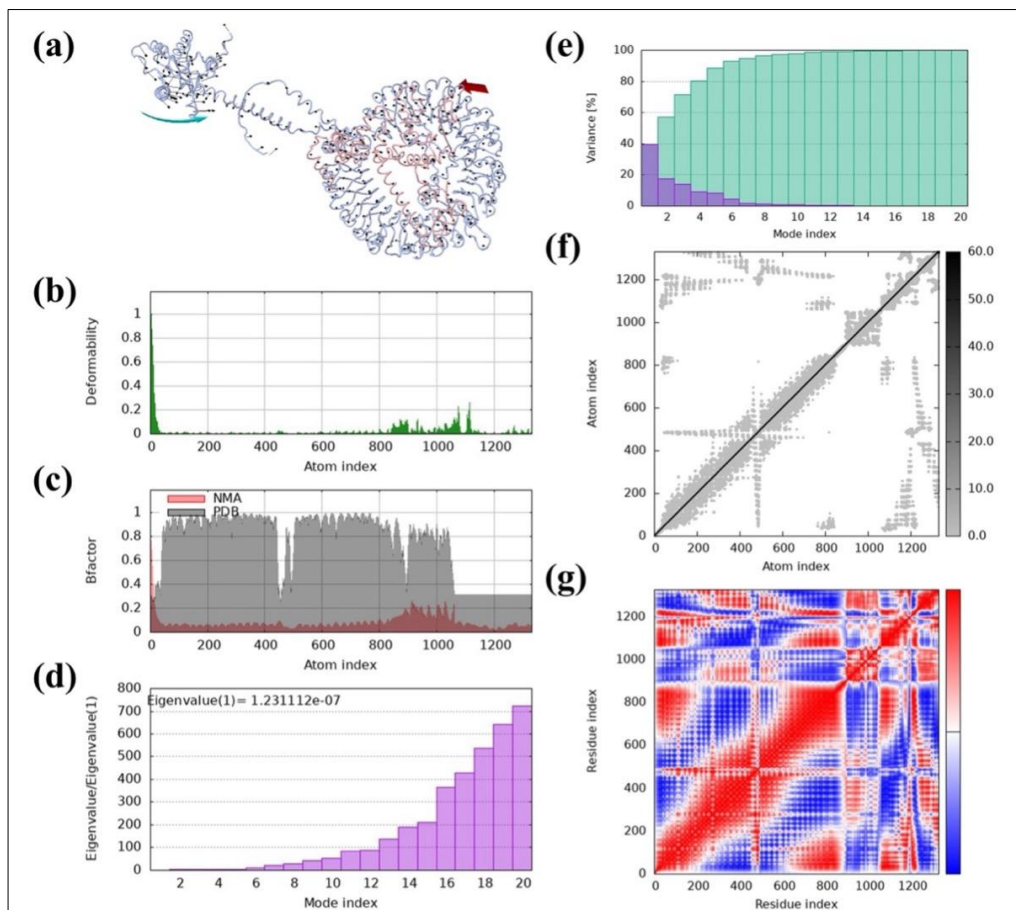 (a)
(b)
1
0.8
0.6
0.4
0.2
0
Deformability
0 200 400 600 800 1000 1200
Atom index
(c)
NMA
PDB
1
0.8
0.6
0.4
0.2
0
Bfactor
0 200 400 600 800 1000 1200
Atom index
(d)
Eigenvalue(1)= 1.231112e-07
800
700
600
500
400
300
200
100
0
Eigenvalue/Eigenvalue(1)
2 4 6 8 10 12 14 16 18 20
Mode index
(e)
100
80
60
40
20
0
Variance [%]
2 4 6 8 10 12 14 16 18 20
Mode index
(f)
1200
1000
800
600
400
200
0
Atom index
0 200 400 600 800 1000 1200
Atom index
60.0
50.0
40.0
30.0
20.0
10.0
0.0
(g)
1200
1000
800
600
400
200
0
Residue index
0 200 400 600 800 1000 1200
Residue index